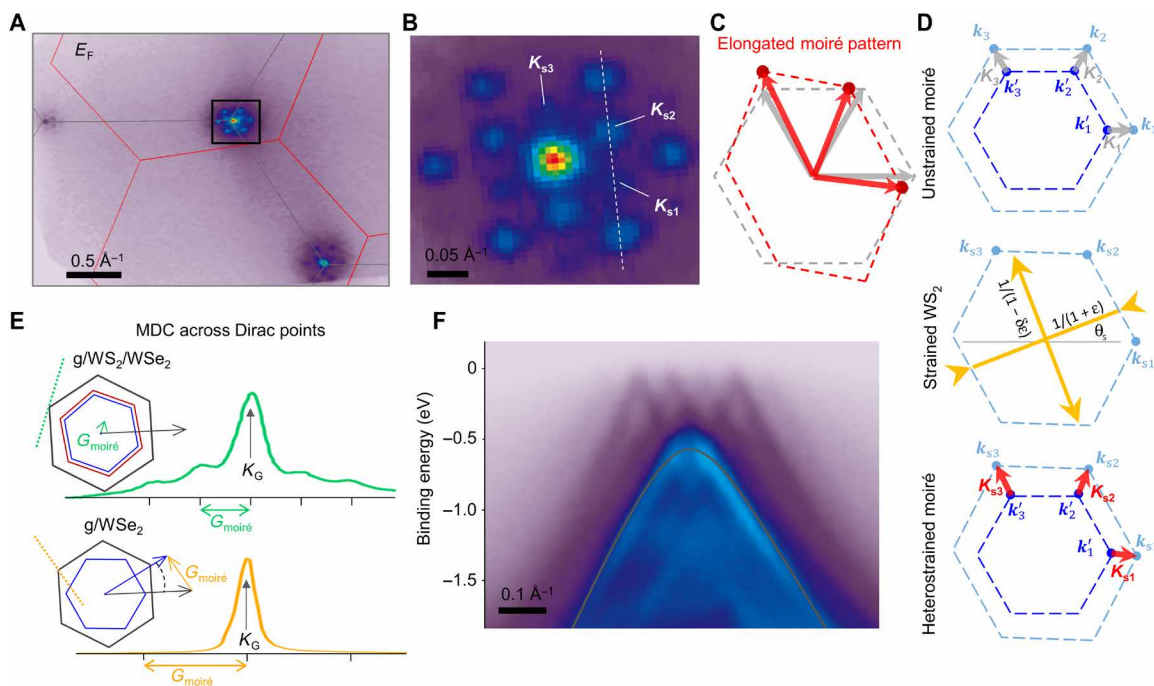 A
E_F
0.5 Å⁻¹
B
K_s3
K_s2
K_s1
0.05 Å⁻¹
C
Elongated moiré pattern
D
Unstrained moiré
k_3
k_2
K_3
K_2
k'_3
k'_2
k'_1
K_1
Strained WS₂
k_s3
k_s2
1/(1 − δε)
1/(1 + ε)
θ_s
k_s1
Heterostrained moiré
k_s3
k_s2
K_s3
K_s2
k'_3
k'_2
k'_1
k_s
K_s1
E
MDC across Dirac points
g/WS₂/WSe₂
G_moiré
K_G
G_moiré
g/WSe₂
G_moiré
K_G
G_moiré
F
Binding energy (eV)
0
−0.5
−1.0
−1.5
0.1 Å⁻¹